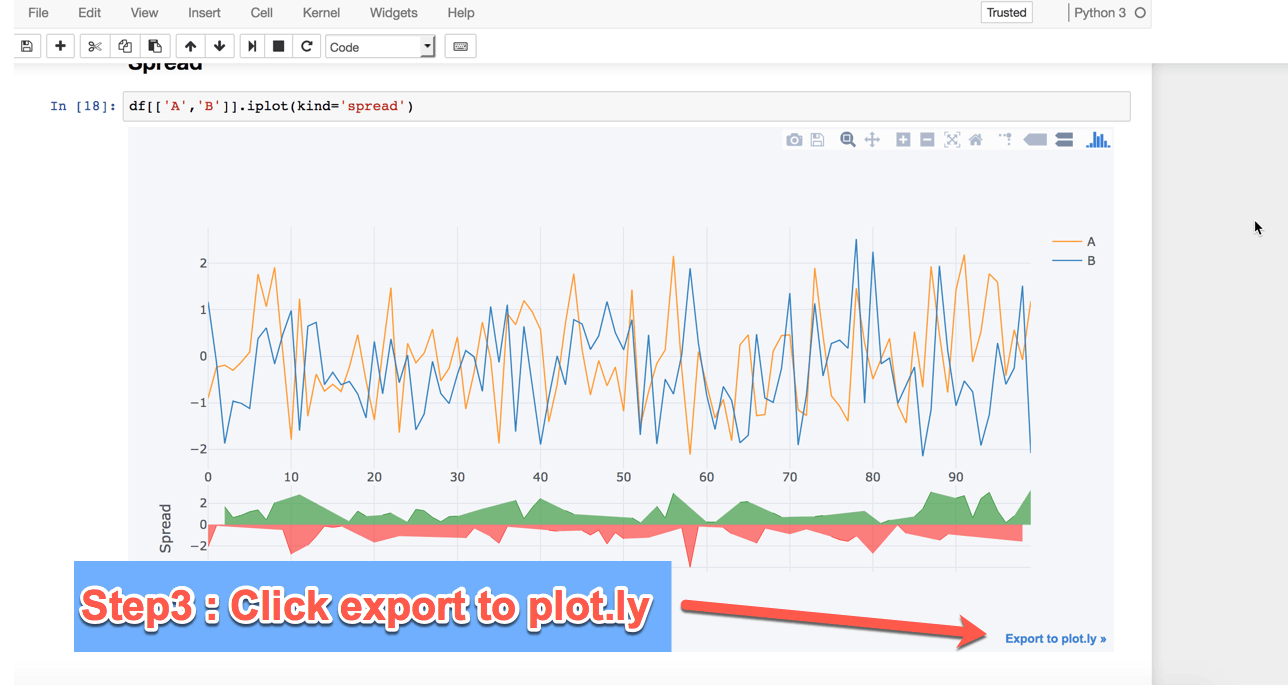 File Edit View Insert Cell Kernel Widgets Help Trusted Python 3
Code
Spread
In [18]: df[['A','B']].iplot(kind='spread')
A
B
2
1
0
−1
−2
0 10 20 30 40 50 60 70 80 90
Spread
2
0
−2
Step3 : Click export to plot.ly
Export to plot.ly »